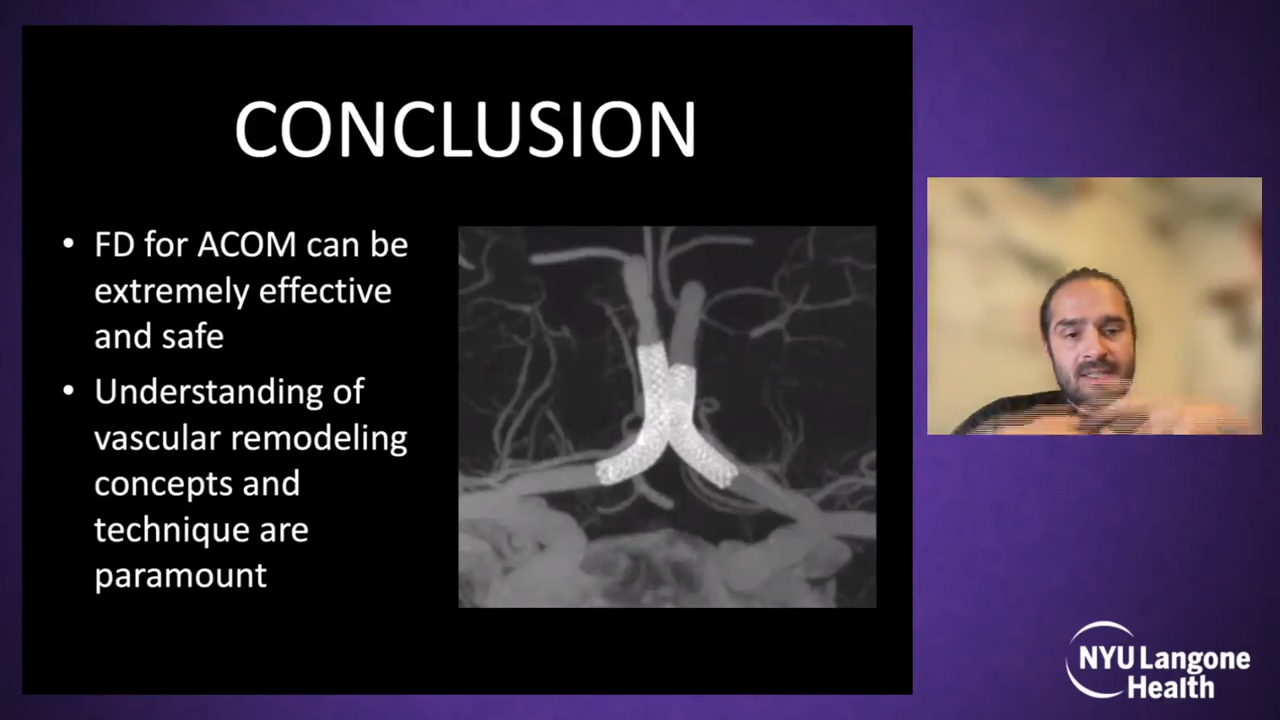 CONCLUSION
• FD for ACOM can be
extremely effective
and safe
• Understanding of
vascular remodeling
concepts and
technique are
paramount
NYU Langone
Health